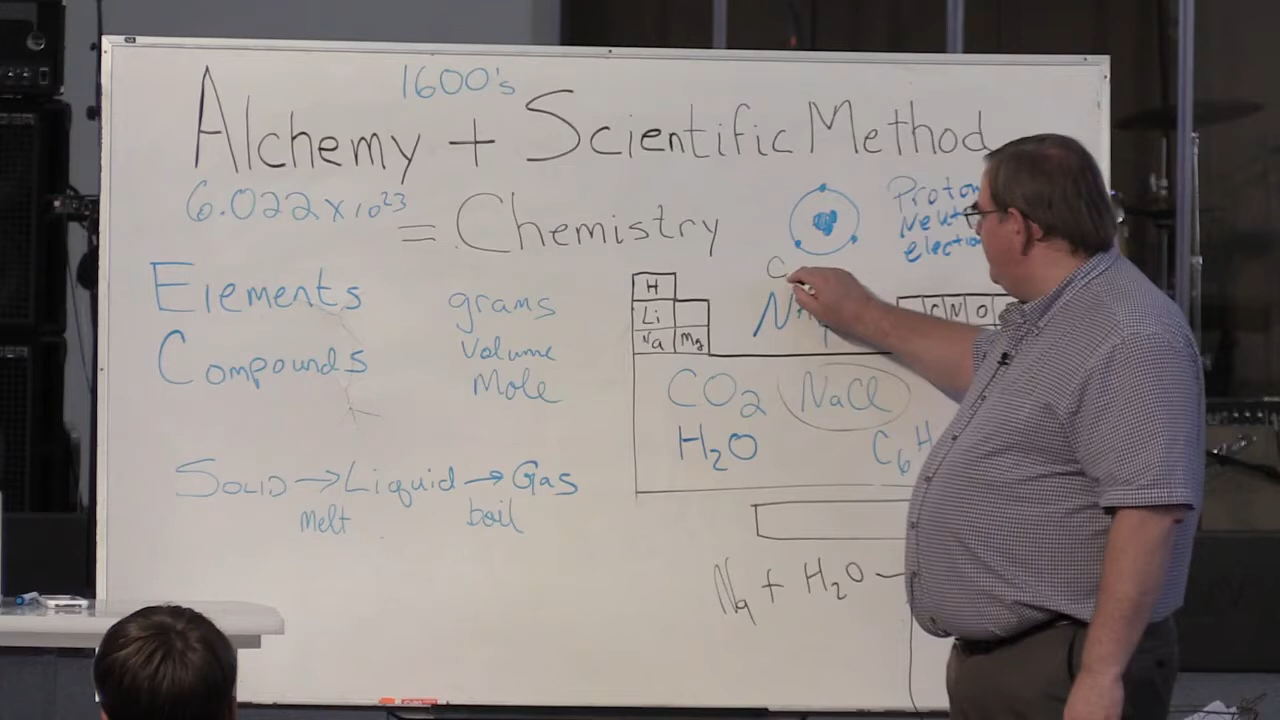 1600's
Alchemy + Scientific Method
6.022x10^23
= Chemistry
Elements
Compounds
grams
Volume
Mole
SOLID → Liquid → Gas
melt
boil
H
Li
Na Mg
C N O
CO2 NaCl
H2O
C6H
Na + H2O